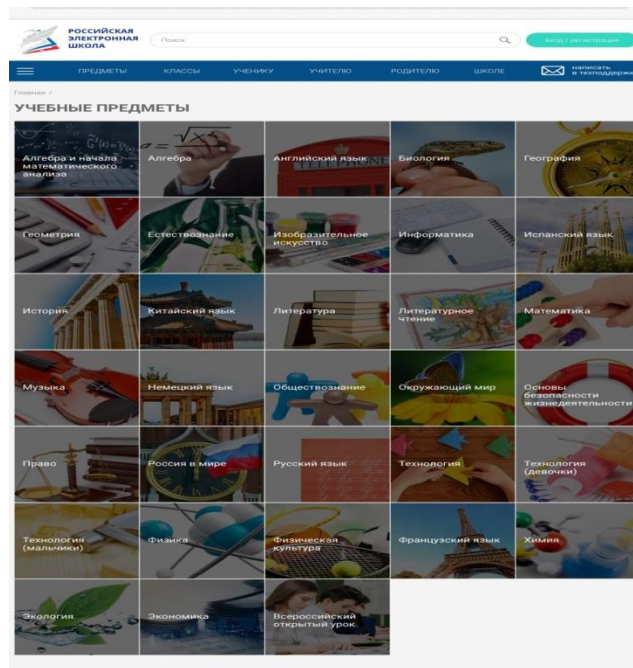 РОССИЙСКАЯ
ЭЛЕКТРОННАЯ
ШКОЛА
Поиск
вход / регистрация
ПРЕДМЕТЫ
КЛАССЫ
УЧЕНИКУ
УЧИТЕЛЮ
РОДИТЕЛЮ
ШКОЛЕ
написать
в техподдержк
Главная /
УЧЕБНЫЕ ПРЕДМЕТЫ
Алгебра и начала
математического
анализа
Алгебра
Английский язык
TELEPHONE
Биология
География
Геометрия
Естествознание
Изобразительное
искусство
Информатика
Испанский язык
История
Китайский язык
Литература
Литературное
чтение
Математика
Музыка
Немецкий язык
Обществознание
Окружающий мир
Основы
безопасности
жизнедеятельности
Право
Россия в мире
Русский язык
Технология
Технология
(девочки)
Технология
(мальчики)
Физика
Физическая
культура
Французский язык
Химия
Экология
Экономика
Всероссийский
открытый урок